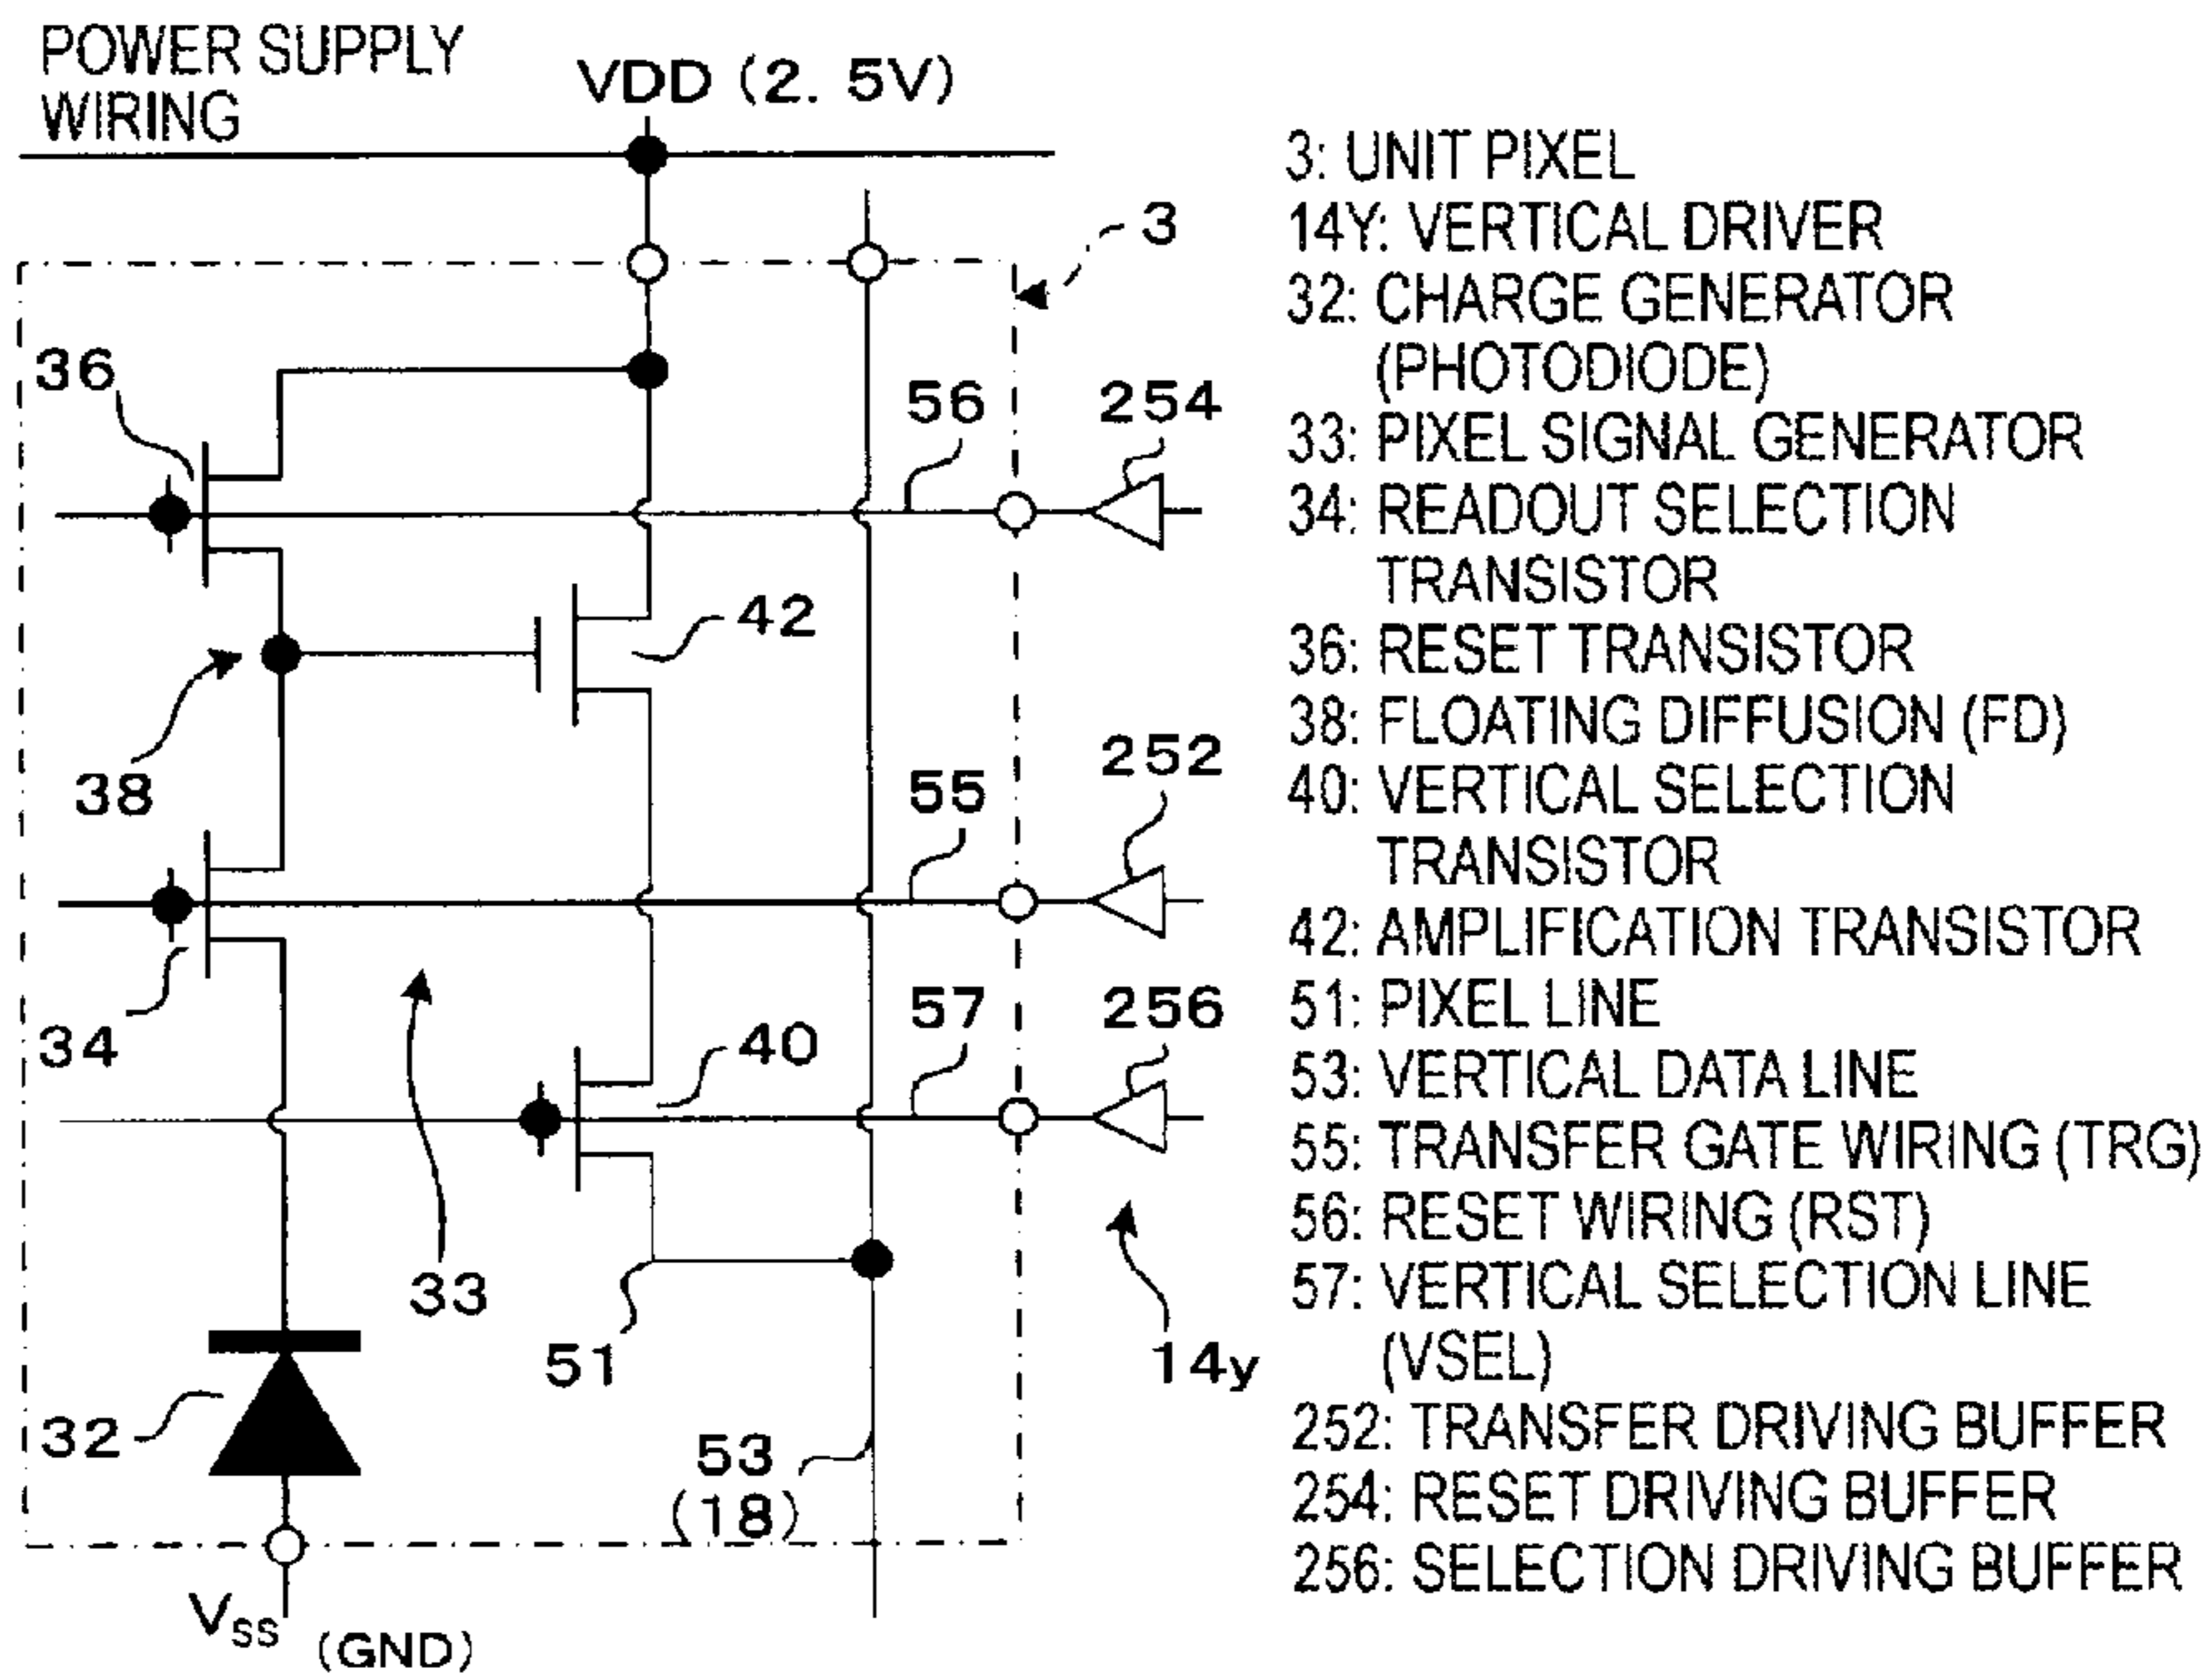 POWER SUPPLY
WIRING
VDD (2. 5V)
3
36
56
254
42
38
55
252
34
57
256
40
33
51
14y
32
53
(18)
VSS (GND)
3: UNIT PIXEL
14Y: VERTICAL DRIVER
32: CHARGE GENERATOR
(PHOTODIODE)
33: PIXEL SIGNAL GENERATOR
34: READOUT SELECTION
TRANSISTOR
36: RESET TRANSISTOR
38: FLOATING DIFFUSION (FD)
40: VERTICAL SELECTION
TRANSISTOR
42: AMPLIFICATION TRANSISTOR
51: PIXEL LINE
53: VERTICAL DATA LINE
55: TRANSFER GATE WIRING (TRG)
56: RESET WIRING (RST)
57: VERTICAL SELECTION LINE
(VSEL)
252: TRANSFER DRIVING BUFFER
254: RESET DRIVING BUFFER
256: SELECTION DRIVING BUFFER